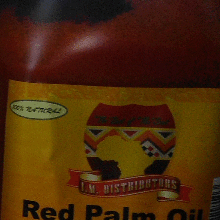 100% NATURAL
J.M. DISTRIBUTORS
Red Palm Oil